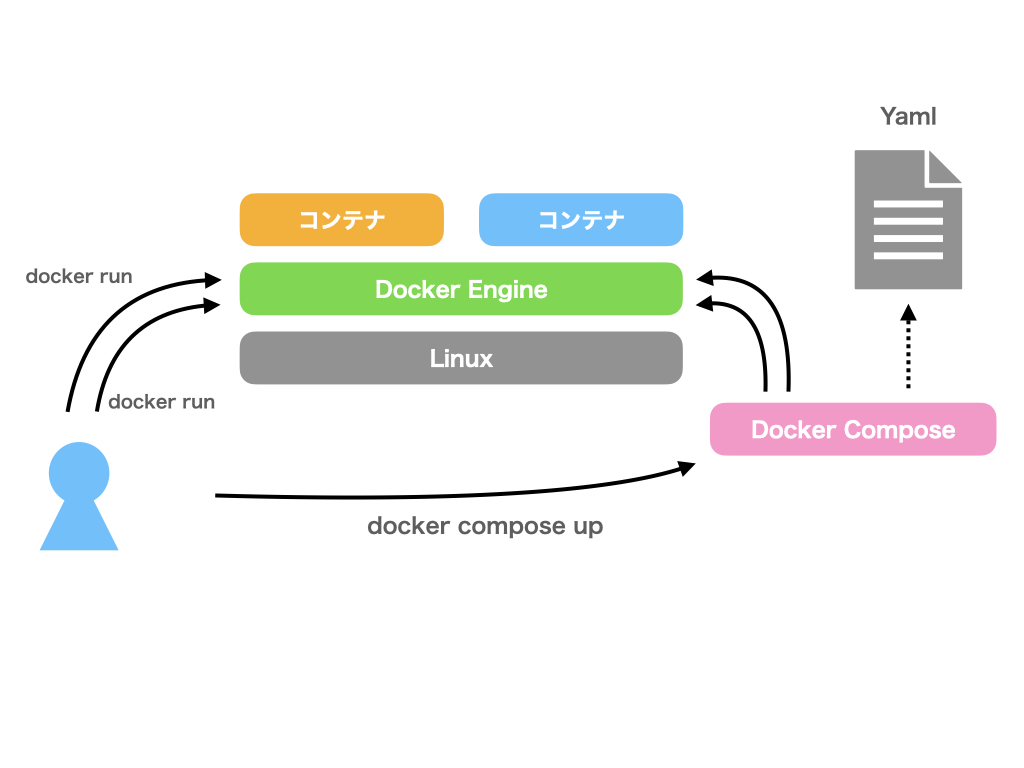 Yaml
コンテナ
コンテナ
docker run
Docker Engine
Linux
docker run
Docker Compose
docker compose up